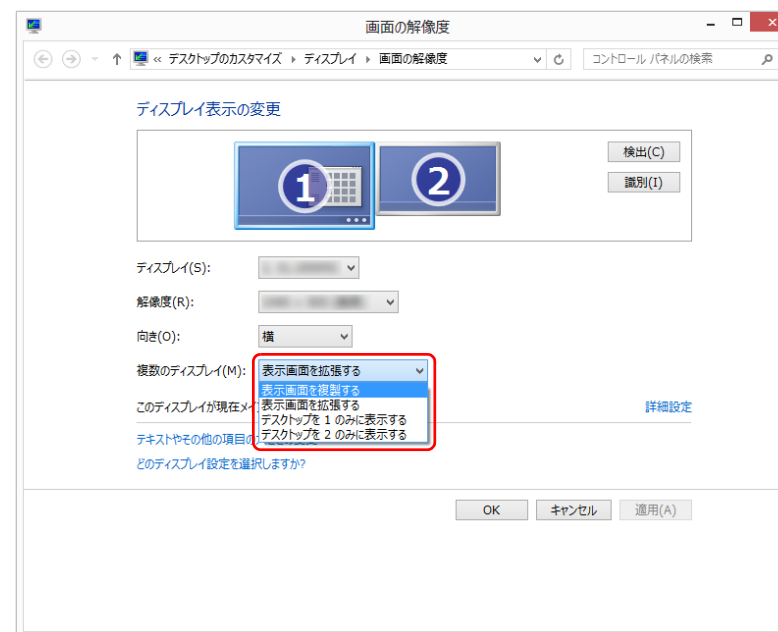 画面の解像度
« デスクトップのカスタマイズ ▸ ディスプレイ ▸ 画面の解像度
コントロール パネルの検索
ディスプレイ表示の変更
1
2
検出(C)
識別(I)
ディスプレイ(S):
解像度(R):
向き(O): 横
複数のディスプレイ(M): 表示画面を拡張する
表示画面を複製する
表示画面を拡張する
デスクトップを 1 のみに表示する
デスクトップを 2 のみに表示する
このディスプレイが現在メイ
詳細設定
テキストやその他の項目の
どのディスプレイ設定を選択しますか?
OK キャンセル 適用(A)